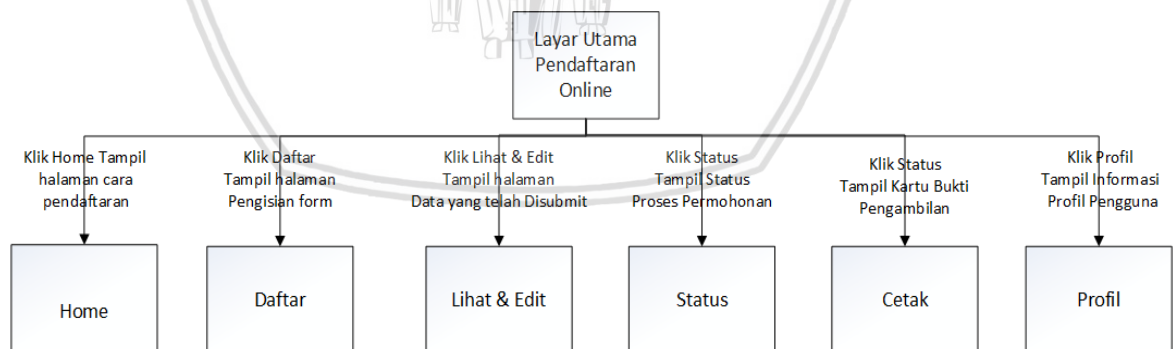 Layar Utama
Pendaftaran
Online
Klik Home Tampil
halaman cara
pendaftaran
Klik Daftar
Tampil halaman
Pengisian form
Klik Lihat & Edit
Tampil halaman
Data yang telah Disubmit
Klik Status
Tampil Status
Proses Permohonan
Klik Status
Tampil Kartu Bukti
Pengambilan
Klik Profil
Tampil Informasi
Profil Pengguna
Home
Daftar
Lihat & Edit
Status
Cetak
Profil